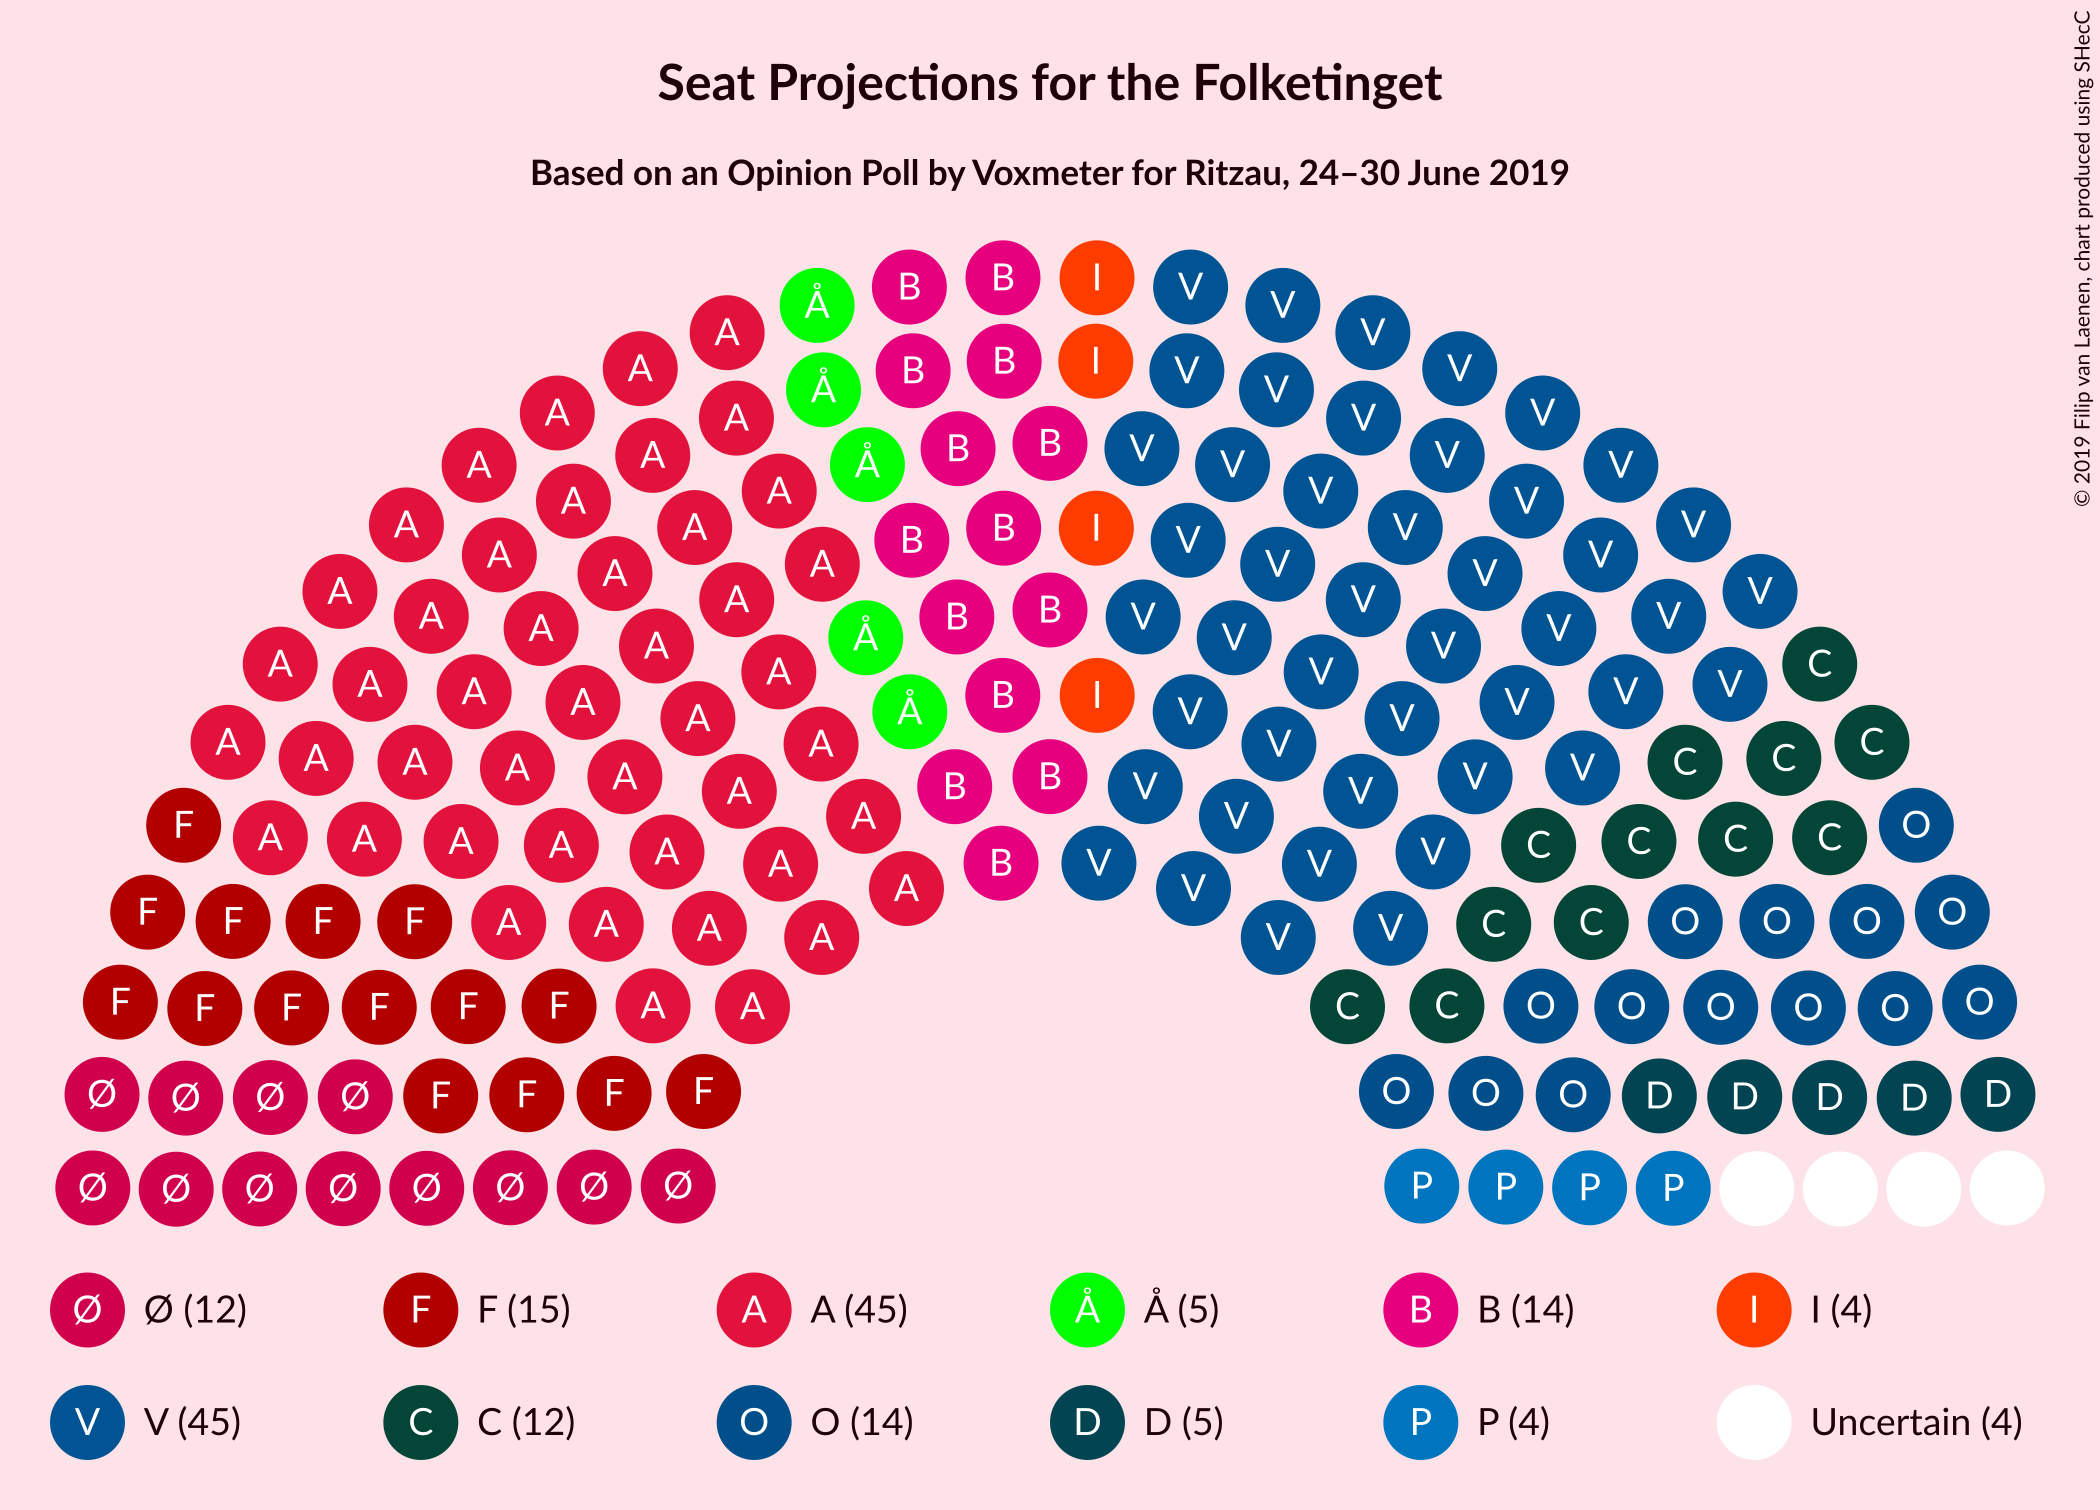 Seat Projections for the Folketinget
Based on an Opinion Poll by Voxmeter for Ritzau, 24–30 June 2019
© 2019 Filip van Laenen, chart produced using SHecC
B B I V
Å V
A V
A B B I V V
Å V
A V
A B B V V
Å V
A V
A B B I V V
A V
A B B V V
Å V
A V
A B I V V
Å V
A V
F A A A A A A A B B V V V V C C C C O
F F F F A A A A A A B V V V V C C O O O O
F F F F F F A A C C O O O O O O
Ø Ø Ø Ø F F F F O O O D D D D D
Ø Ø Ø Ø Ø Ø Ø Ø P P P P
Ø Ø (12) F F (15) A A (45) Å Å (5) B B (14) I I (4)
V V (45) C C (12) O O (14) D D (5) P P (4) Uncertain (4)